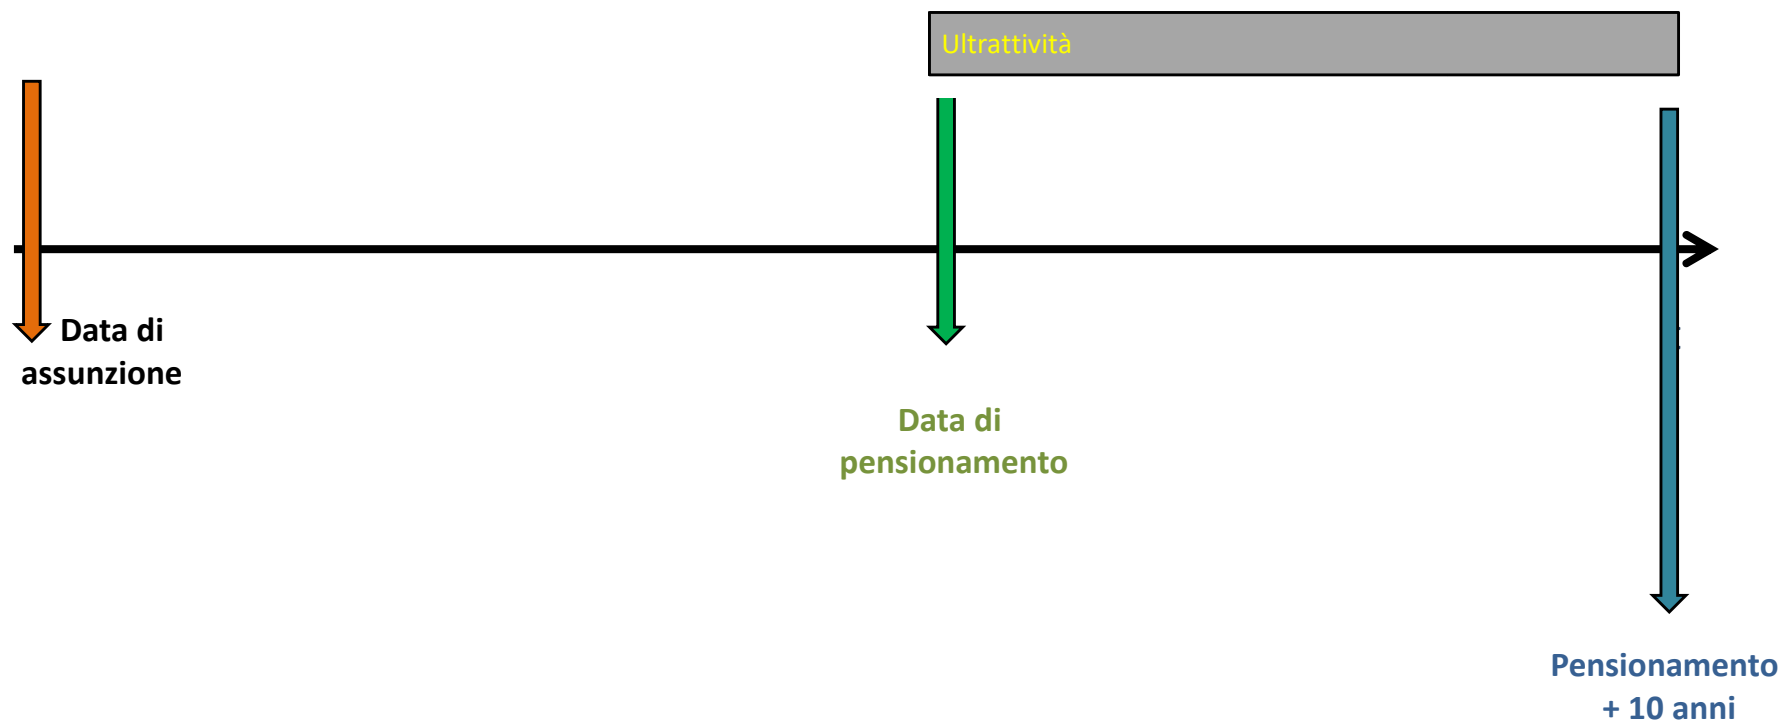 Ultrattività
Data di
assunzione
Data di
pensionamento
Pensionamento
+ 10 anni